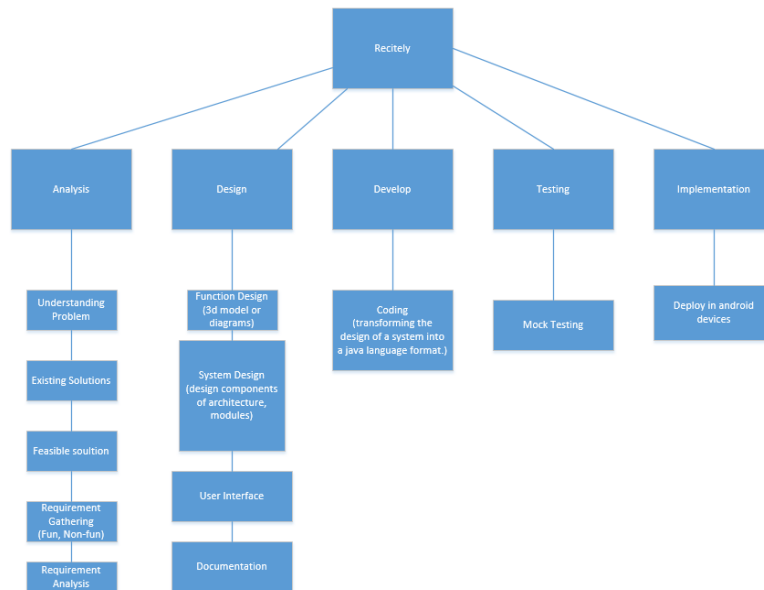 Recitely
Analysis
Design
Develop
Testing
Implementation
Understanding
Problem
Existing Solutions
Feasible soultion
Requirement
Gathering
(Fun, Non-fun)
Requirement
Analysis
Function Design
(3d model or
diagrams)
System Design
(design components
of architecture,
modules)
User Interface
Documentation
Coding
(transforming the
design of a system into
a java language format.)
Mock Testing
Deploy in android
devices